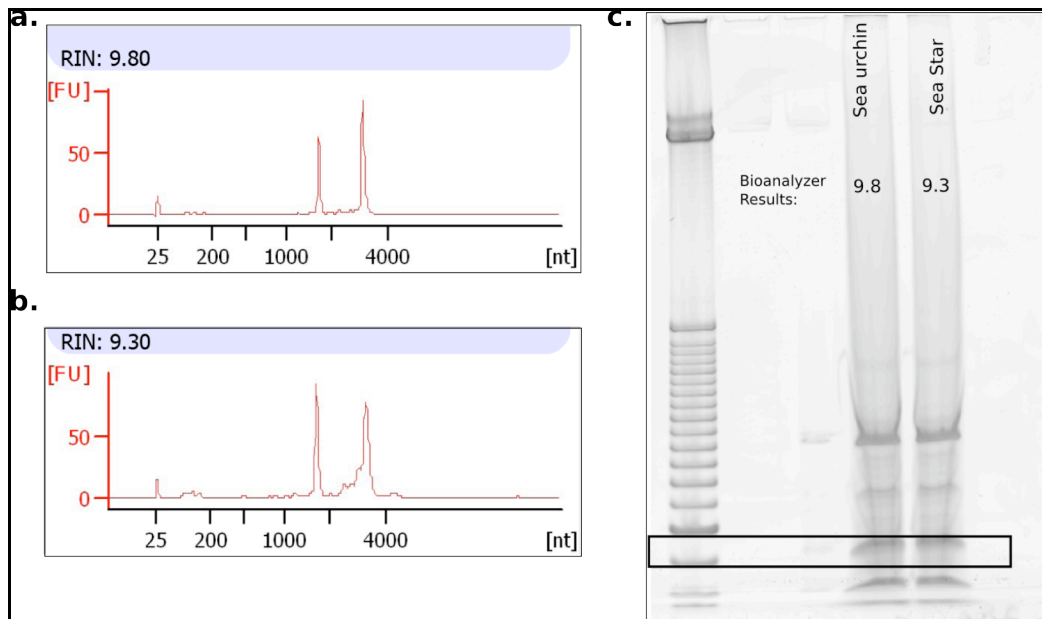 a.
RIN: 9.80
[FU]
50
0
25 200 1000 4000 [nt]
b.
RIN: 9.30
[FU]
50
0
25 200 1000 4000 [nt]
c.
Sea urchin
Sea Star
Bioanalyzer
Results:
9.8 9.3